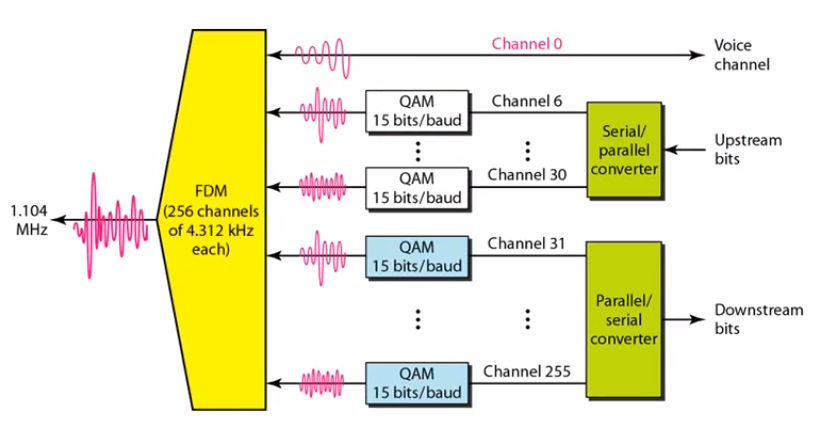 Channel 0
Voice
channel
QAM
15 bits/baud
Channel 6
Serial/
parallel
converter
Upstream
bits
QAM
15 bits/baud
Channel 30
FDM
(256 channels
of 4.312 kHz
each)
1.104
MHz
QAM
15 bits/baud
Channel 31
Parallel/
serial
converter
Downstream
bits
QAM
15 bits/baud
Channel 255